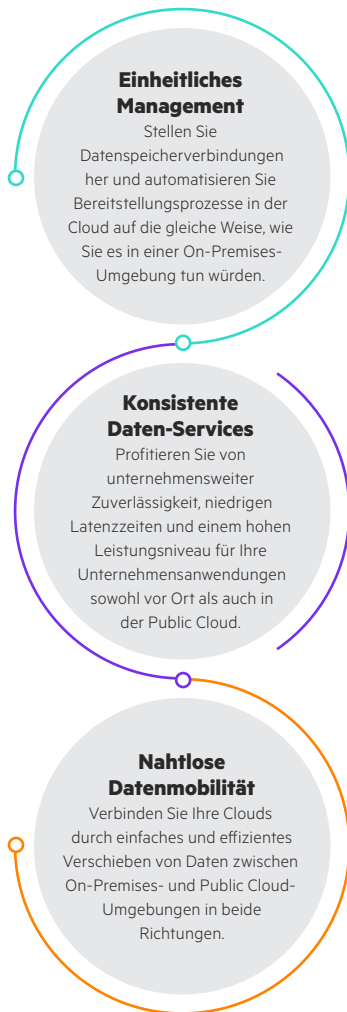 Einheitliches
Management
Stellen Sie
Datenspeicherverbindungen
her und automatisieren Sie
Bereitstellungsprozesse in der
Cloud auf die gleiche Weise, wie
Sie es in einer On-Premises-
Umgebung tun würden.
Konsistente
Daten-Services
Profitieren Sie von
unternehmensweiter
Zuverlässigkeit, niedrigen
Latenzzeiten und einem hohen
Leistungsniveau für Ihre
Unternehmensanwendungen
sowohl vor Ort als auch in
der Public Cloud.
Nahtlose
Datenmobilität
Verbinden Sie Ihre Clouds
durch einfaches und effizientes
Verschieben von Daten zwischen
On-Premises- und Public Cloud-
Umgebungen in beide
Richtungen.